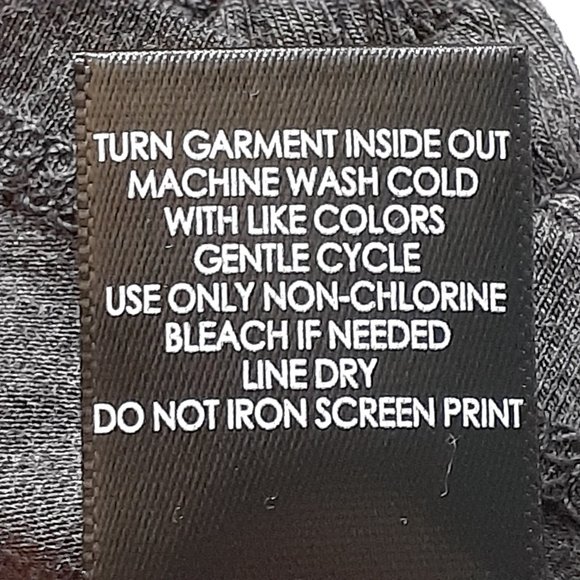 TURN GARMENT INSIDE OUT
MACHINE WASH COLD
WITH LIKE COLORS
GENTLE CYCLE
USE ONLY NON-CHLORINE
BLEACH IF NEEDED
LINE DRY
DO NOT IRON SCREEN PRINT